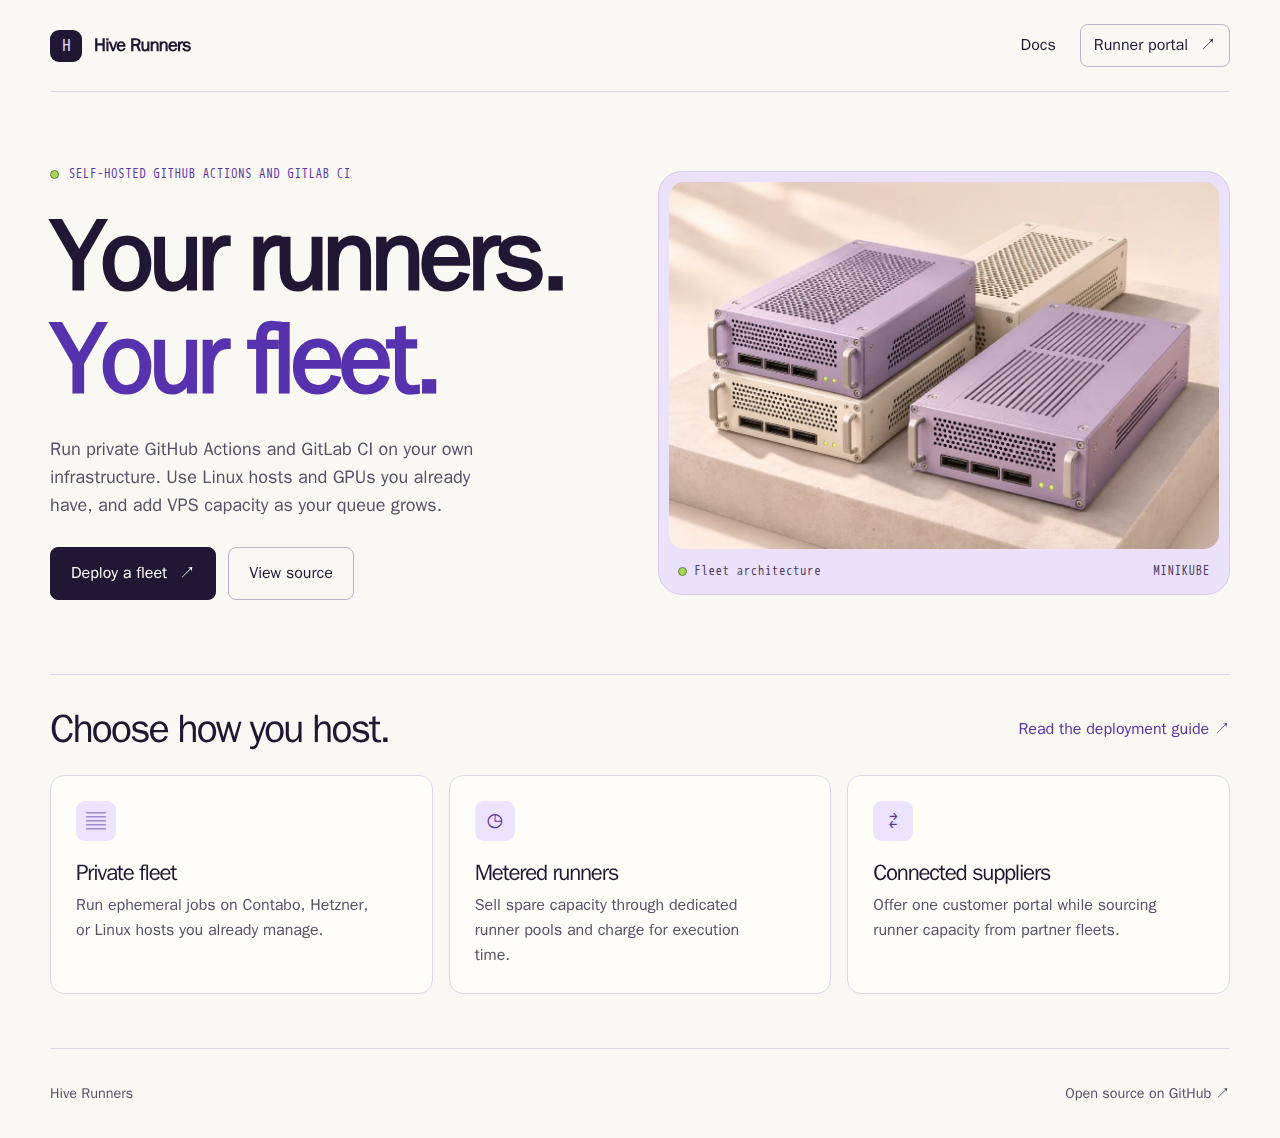 H
Hive Runners
Docs
Runner portal ↗
SELF-HOSTED GITHUB ACTIONS AND GITLAB CI
Your runners.
Your fleet.
Run private GitHub Actions and GitLab CI on your own
infrastructure. Use Linux hosts and GPUs you already
have, and add VPS capacity as your queue grows.
Deploy a fleet ↗
View source
Fleet architecture
MINIKUBE
Choose how you host.
Read the deployment guide ↗
Private fleet
Run ephemeral jobs on Contabo, Hetzner,
or Linux hosts you already manage.
Metered runners
Sell spare capacity through dedicated
runner pools and charge for execution
time.
Connected suppliers
Offer one customer portal while sourcing
runner capacity from partner fleets.
Hive Runners
Open source on GitHub ↗